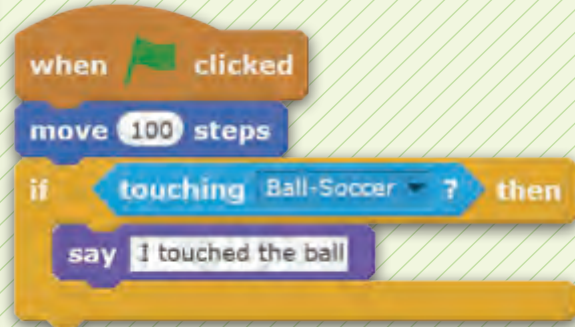 when clicked
move 100 steps
if touching Ball-Soccer ? then
say I touched the ball